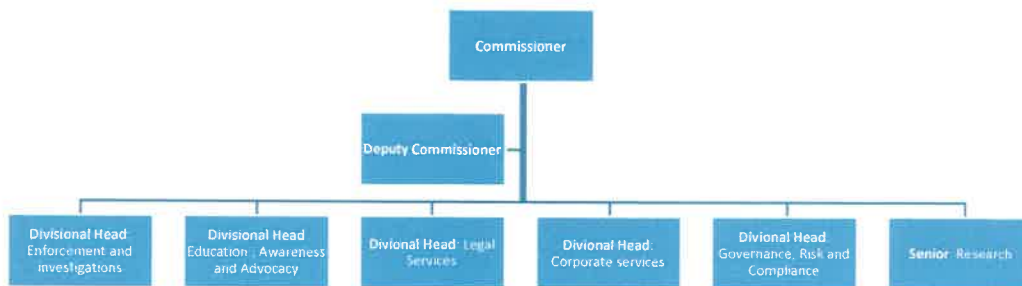 Commissioner
Deputy Commissioner
Divisional Head:
Enforcement and
investigations
Divisional Head
Education , Awareness
and Advocacy
Divional Head: Legal
Services
Divional Head:
Corporate services
Divional Head
Governance, Risk and
Compliance
Senior Research